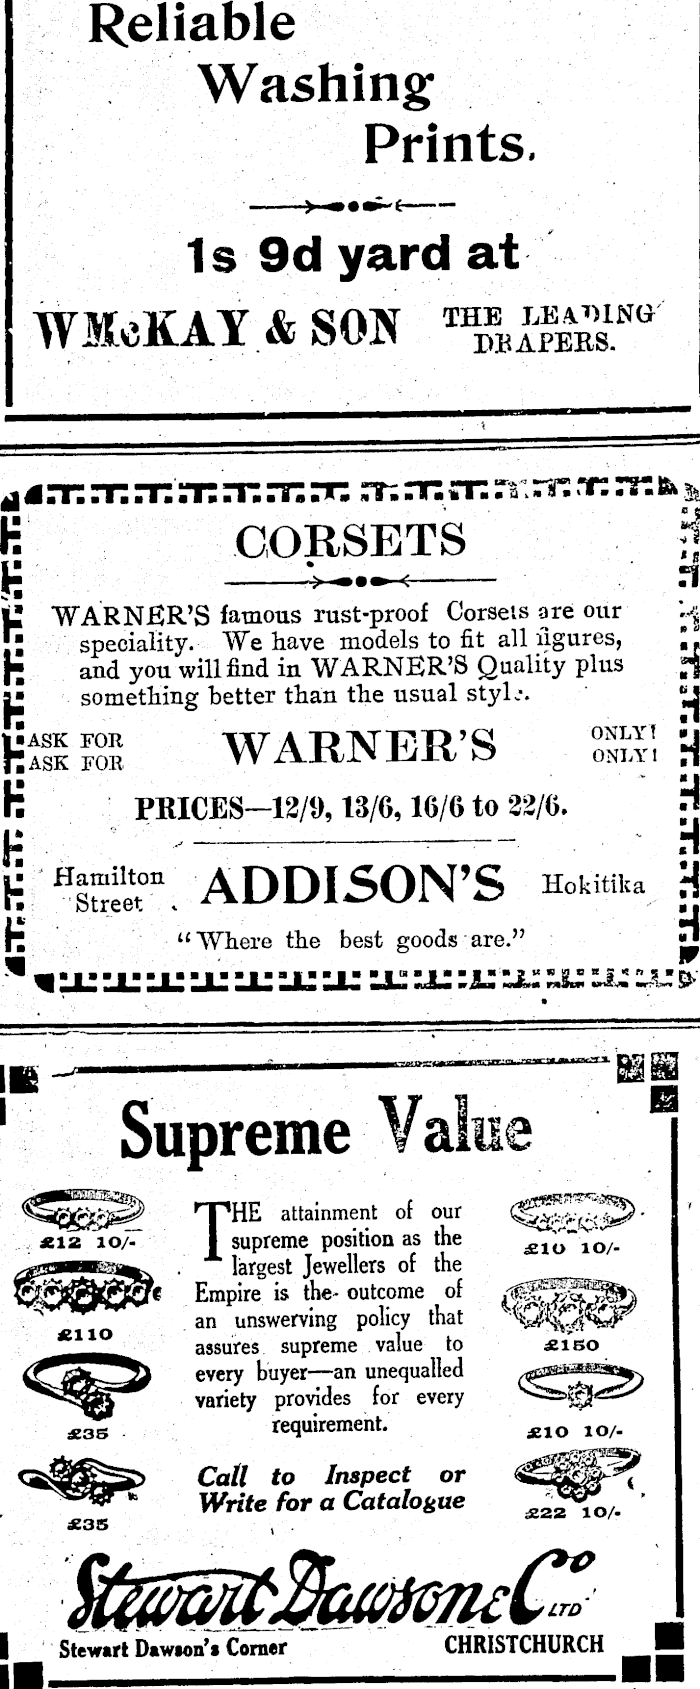 Reliable
Washing
Prints.
1s 9d yard at
W McKAY & SON
THE LEADING
DRAPERS.
CORSETS
WARNER'S famous rust-proof Corsets are our
speciality. We have models to fit all figures,
and you will find in WARNER'S Quality plus
something better than the usual style.
ASK FOR
ASK FOR
WARNER'S
ONLY!
ONLY!
PRICES—12/9, 13/6, 16/6 to 22/6.
Hamilton
Street
ADDISON'S
Hokitika
"Where the best goods are."
Supreme Value
£12 10/-
£110
£35
£35
THE attainment of our
supreme position as the
largest Jewellers of the
Empire is the outcome of
an unswerving policy that
assures supreme value to
every buyer—an unequalled
variety provides for every
requirement.
Call to Inspect or
Write for a Catalogue
£10 10/-
£150
£10 10/-
£22 10/-
Stewart Dawson & Co
LTD
Stewart Dawson's Corner
CHRISTCHURCH